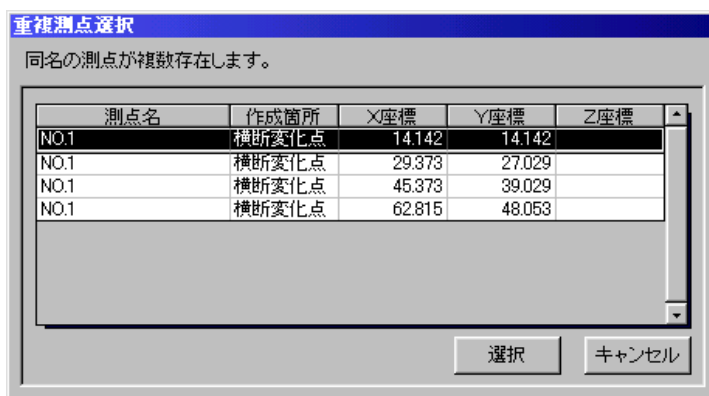 重複測点選択
同名の測点が複数存在します。
測点名 作成箇所 X座標 Y座標 Z座標
NO.1 横断変化点 14.142 14.142
NO.1 横断変化点 29.373 27.029
NO.1 横断変化点 45.373 39.029
NO.1 横断変化点 62.815 48.053
選択 キャンセル